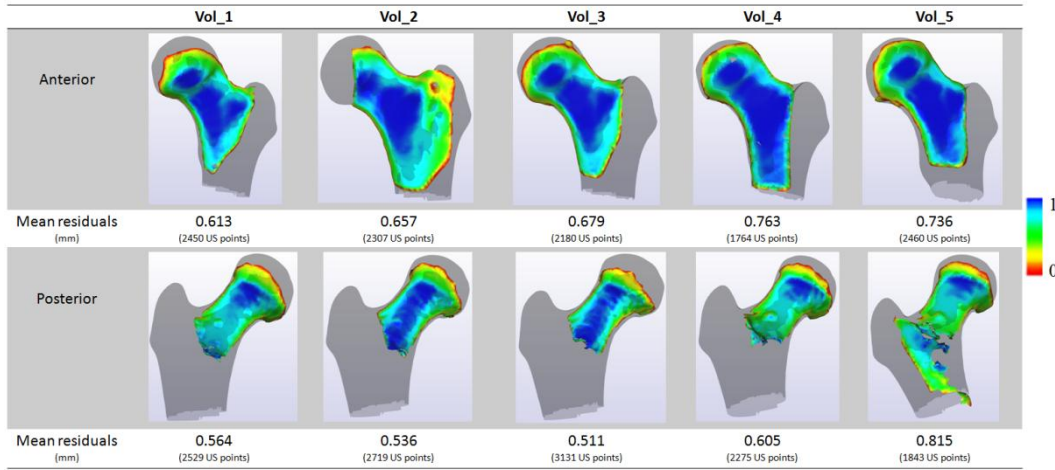 Vol_1 Vol_2 Vol_3 Vol_4 Vol_5
Anterior
Mean residuals 0.613 0.657 0.679 0.763 0.736
(mm) (2450 US points) (2307 US points) (2180 US points) (1764 US points) (2460 US points)
1
0
Posterior
Mean residuals 0.564 0.536 0.511 0.605 0.815
(mm) (2529 US points) (2719 US points) (3131 US points) (2275 US points) (1843 US points)